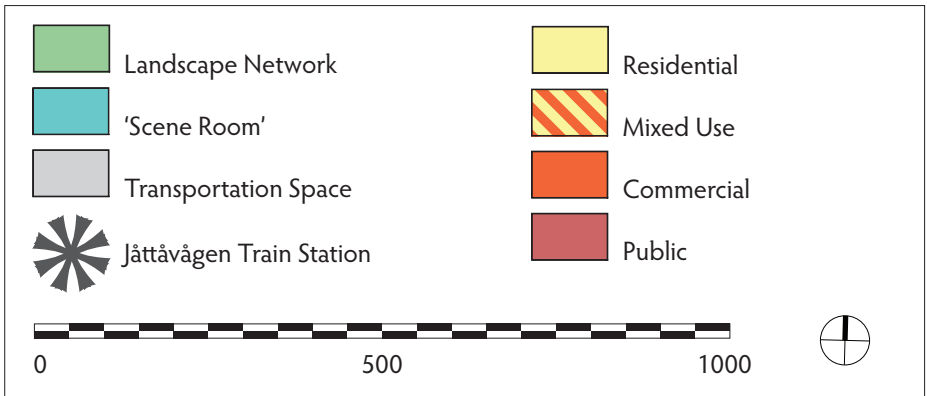 Landscape Network
'Scene Room'
Transportation Space
Jåttåvågen Train Station
Residential
Mixed Use
Commercial
Public
0 500 1000